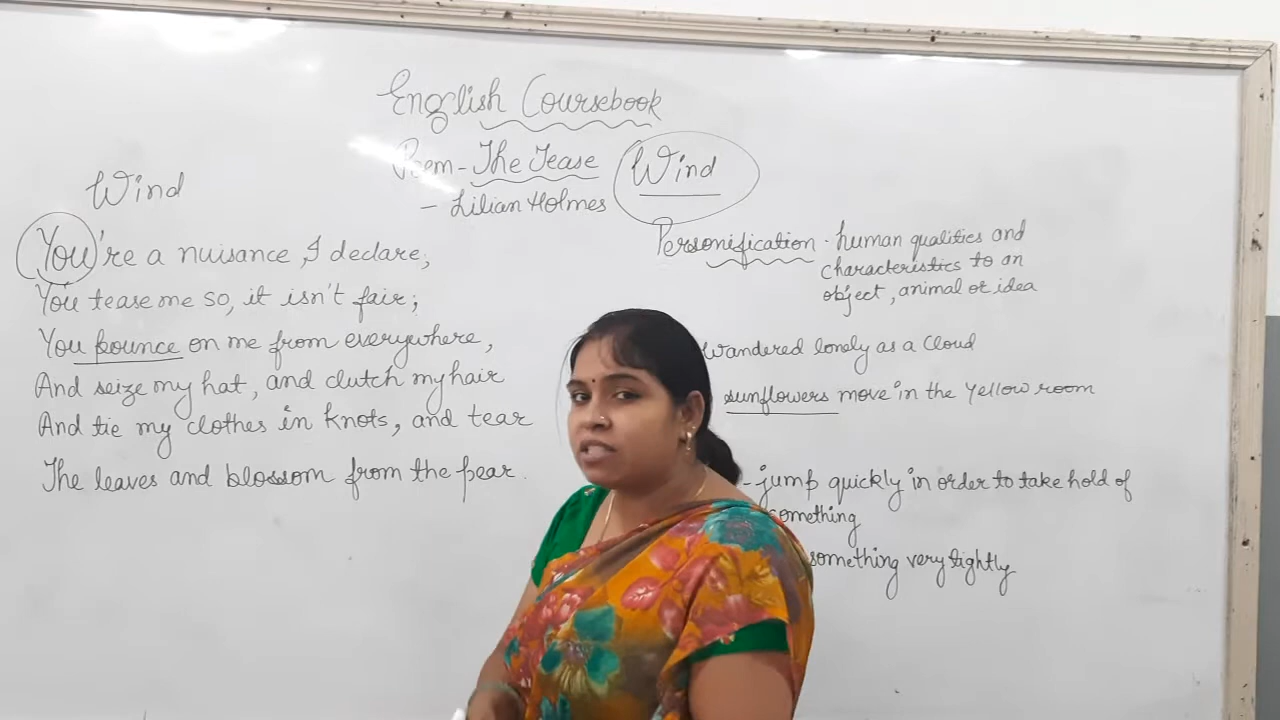 English Coursebook
Poem - The Tease
Wind
- Lilian Holmes
Wind
You're a nuisance, I declare,
You tease me so, it isn't fair;
You pounce on me from everywhere,
And seize my hat, and clutch my hair
And tie my clothes in knots, and tear
The leaves and blossom from the pear.
Personification - human qualities and
characteristics to an
object, animal or idea
Wandered lonely as a Cloud
sunflowers move in the Yellow room
- jump quickly in order to take hold of
something
something very tightly